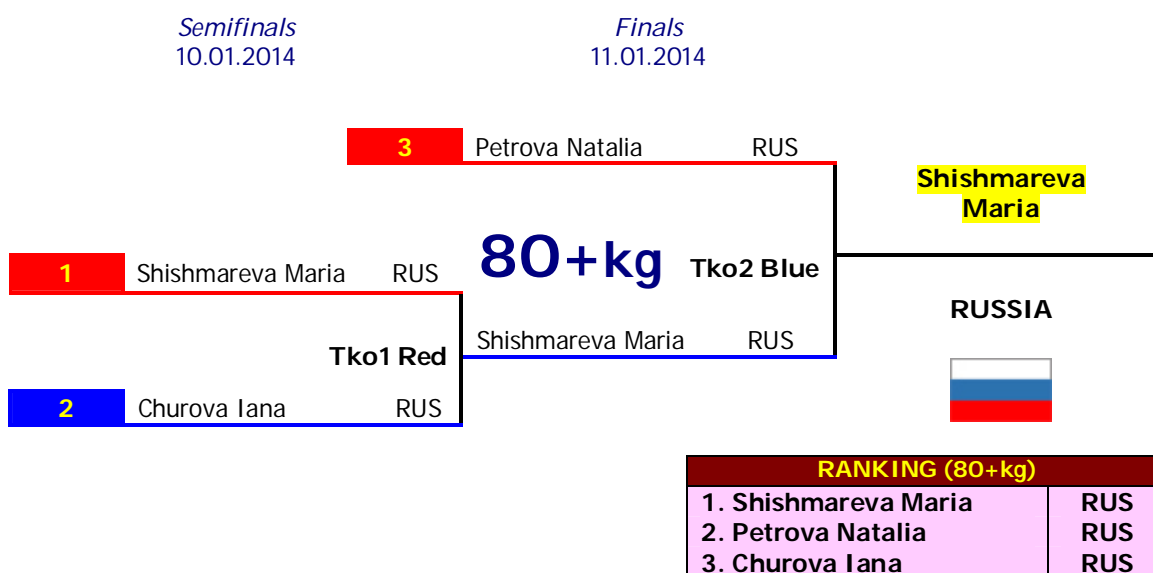 Semifinals Finals
10.01.2014 11.01.2014
3 Petrova Natalia RUS
Shishmareva
Maria
80+kg Tko2 Blue
1 Shishmareva Maria RUS
RUSSIA
Shishmareva Maria RUS
Tko1 Red
2 Churova Iana RUS
RANKING (80+kg)
1. Shishmareva Maria RUS
2. Petrova Natalia RUS
3. Churova Iana RUS